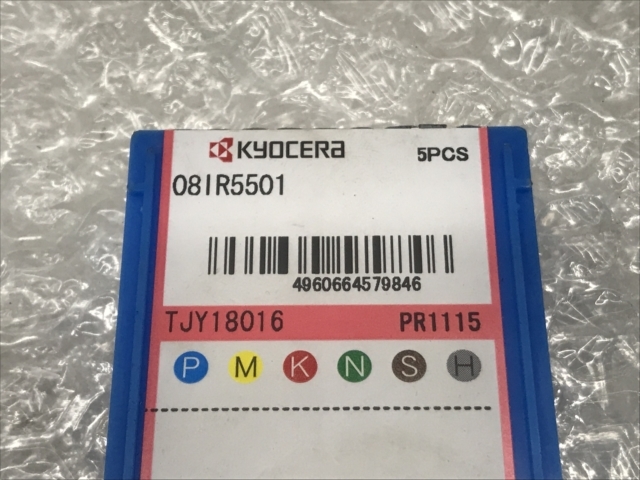 KYOCERA 5PCS
08IR5501
4960664579846
TJY18016 PR1115
P M K N S H